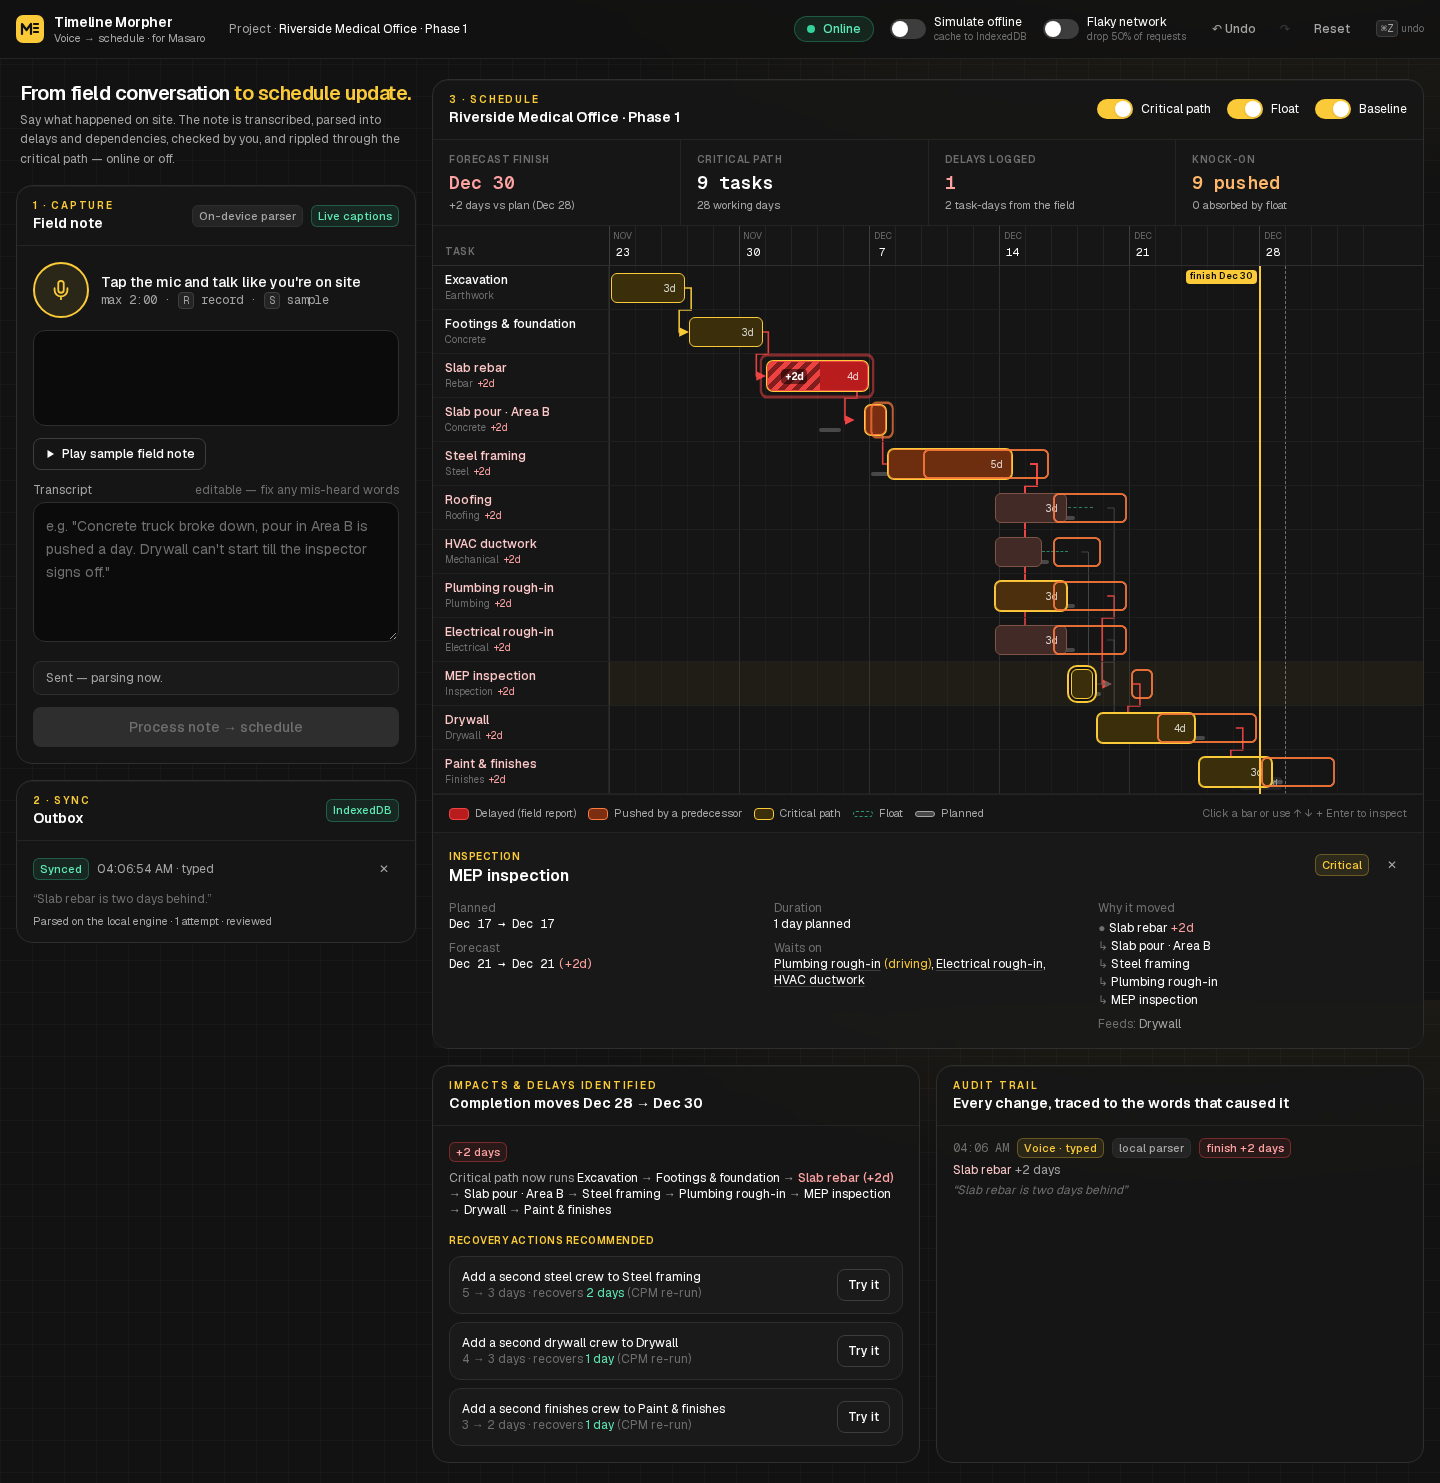 Timeline Morpher
Voice → schedule · for Masaro
Project · Riverside Medical Office · Phase 1
Online
Simulate offline
cache to IndexedDB
Flaky network
drop 50% of requests
↶ Undo
↷
Reset
⌘Z undo
From field conversation to schedule update.
Say what happened on site. The note is transcribed, parsed into
delays and dependencies, checked by you, and rippled through the
critical path — online or off.
1 · CAPTURE
Field note
On-device parser
Live captions
Tap the mic and talk like you're on site
max 2:00 · R record · S sample
▶ Play sample field note
Transcript
editable — fix any mis-heard words
e.g. "Concrete truck broke down, pour in Area B is
pushed a day. Drywall can't start till the inspector
signs off."
Sent — parsing now.
Process note → schedule
2 · SYNC
Outbox
IndexedDB
Synced 04:06:54 AM · typed
×
“Slab rebar is two days behind.”
Parsed on the local engine · 1 attempt · reviewed
3 · SCHEDULE
Riverside Medical Office · Phase 1
Critical path
Float
Baseline
FORECAST FINISH
Dec 30
+2 days vs plan (Dec 28)
CRITICAL PATH
9 tasks
28 working days
DELAYS LOGGED
1
2 task-days from the field
KNOCK-ON
9 pushed
0 absorbed by float
TASK
NOV 23
NOV 30
DEC 7
DEC 14
DEC 21
DEC 28
finish Dec 30
Excavation
Earthwork
3d
Footings & foundation
Concrete
3d
Slab rebar
Rebar +2d
+2d
4d
Slab pour · Area B
Concrete +2d
Steel framing
Steel +2d
5d
Roofing
Roofing +2d
3d
HVAC ductwork
Mechanical +2d
Plumbing rough-in
Plumbing +2d
3d
Electrical rough-in
Electrical +2d
3d
MEP inspection
Inspection +2d
Drywall
Drywall +2d
4d
Paint & finishes
Finishes +2d
3d
Delayed (field report)
Pushed by a predecessor
Critical path
Float
Planned
Click a bar or use ↑ ↓ + Enter to inspect
INSPECTION
MEP inspection
Critical
×
Planned
Dec 17 → Dec 17
Forecast
Dec 21 → Dec 21 (+2d)
Duration
1 day planned
Waits on
Plumbing rough-in (driving), Electrical rough-in,
HVAC ductwork
Why it moved
● Slab rebar +2d
↳ Slab pour · Area B
↳ Steel framing
↳ Plumbing rough-in
↳ MEP inspection
Feeds: Drywall
IMPACTS & DELAYS IDENTIFIED
Completion moves Dec 28 → Dec 30
+2 days
Critical path now runs Excavation → Footings & foundation → Slab rebar (+2d)
→ Slab pour · Area B → Steel framing → Plumbing rough-in → MEP inspection
→ Drywall → Paint & finishes
RECOVERY ACTIONS RECOMMENDED
Add a second steel crew to Steel framing
5 → 3 days · recovers 2 days (CPM re-run)
Try it
Add a second drywall crew to Drywall
4 → 3 days · recovers 1 day (CPM re-run)
Try it
Add a second finishes crew to Paint & finishes
3 → 2 days · recovers 1 day (CPM re-run)
Try it
AUDIT TRAIL
Every change, traced to the words that caused it
04:06 AM Voice · typed local parser finish +2 days
Slab rebar +2 days
“Slab rebar is two days behind”